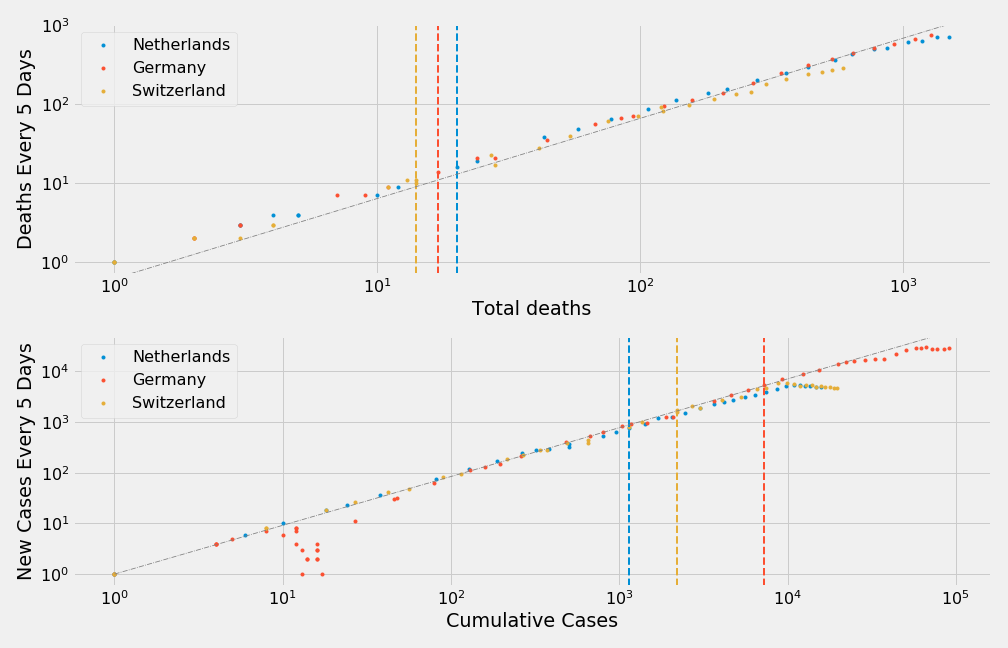 10³
10²
10¹
10⁰
Deaths Every 5 Days
Netherlands
Germany
Switzerland
10⁰
10¹
10²
10³
Total deaths
10⁴
10³
10²
10¹
10⁰
New Cases Every 5 Days
Netherlands
Germany
Switzerland
10⁰
10¹
10²
10³
10⁴
10⁵
Cumulative Cases